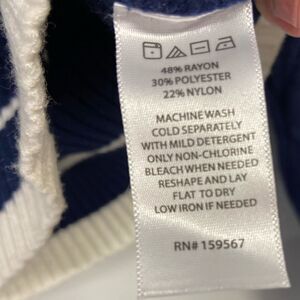 48% RAYON
30% POLYESTER
22% NYLON
MACHINE WASH
COLD SEPARATELY
WITH MILD DETERGENT
ONLY NON-CHLORINE
BLEACH WHEN NEEDED
RESHAPE AND LAY
FLAT TO DRY
LOW IRON IF NEEDED
RN# 159567